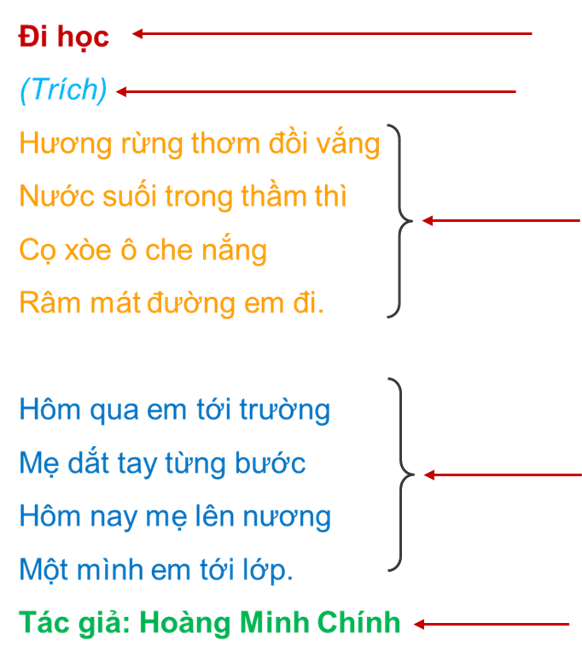 Đi học
(Trích)
Hương rừng thơm đồi vắng
Nước suối trong thầm thì
Cọ xòe ô che nắng
Râm mát đường em đi.
Hôm qua em tới trường
Mẹ dắt tay từng bước
Hôm nay mẹ lên nương
Một mình em tới lớp.
Tác giả: Hoàng Minh Chính